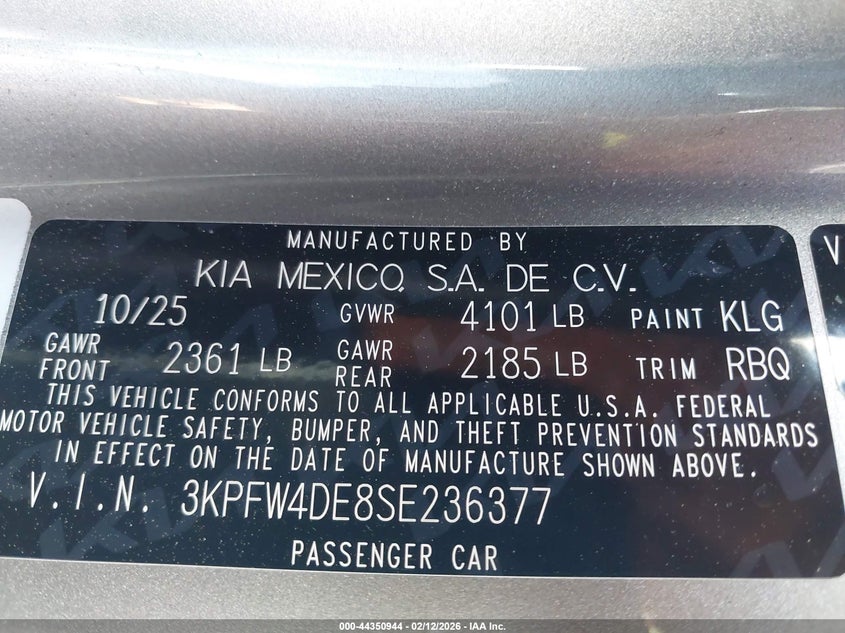 MANUFACTURED BY
KIA MEXICO, S.A. DE C.V.
10/25 GVWR 4101 LB PAINT KLG
GAWR FRONT 2361 LB GAWR REAR 2185 LB TRIM RBQ
THIS VEHICLE CONFORMS TO ALL APPLICABLE U.S.A. FEDERAL
MOTOR VEHICLE SAFETY, BUMPER, AND THEFT PREVENTION STANDARDS
IN EFFECT ON THE DATE OF MANUFACTURE SHOWN ABOVE.
V.I.N. 3KPFW4DE8SE236377
PASSENGER CAR
V
000-44350944 - 02/12/2026 - IAA Inc.